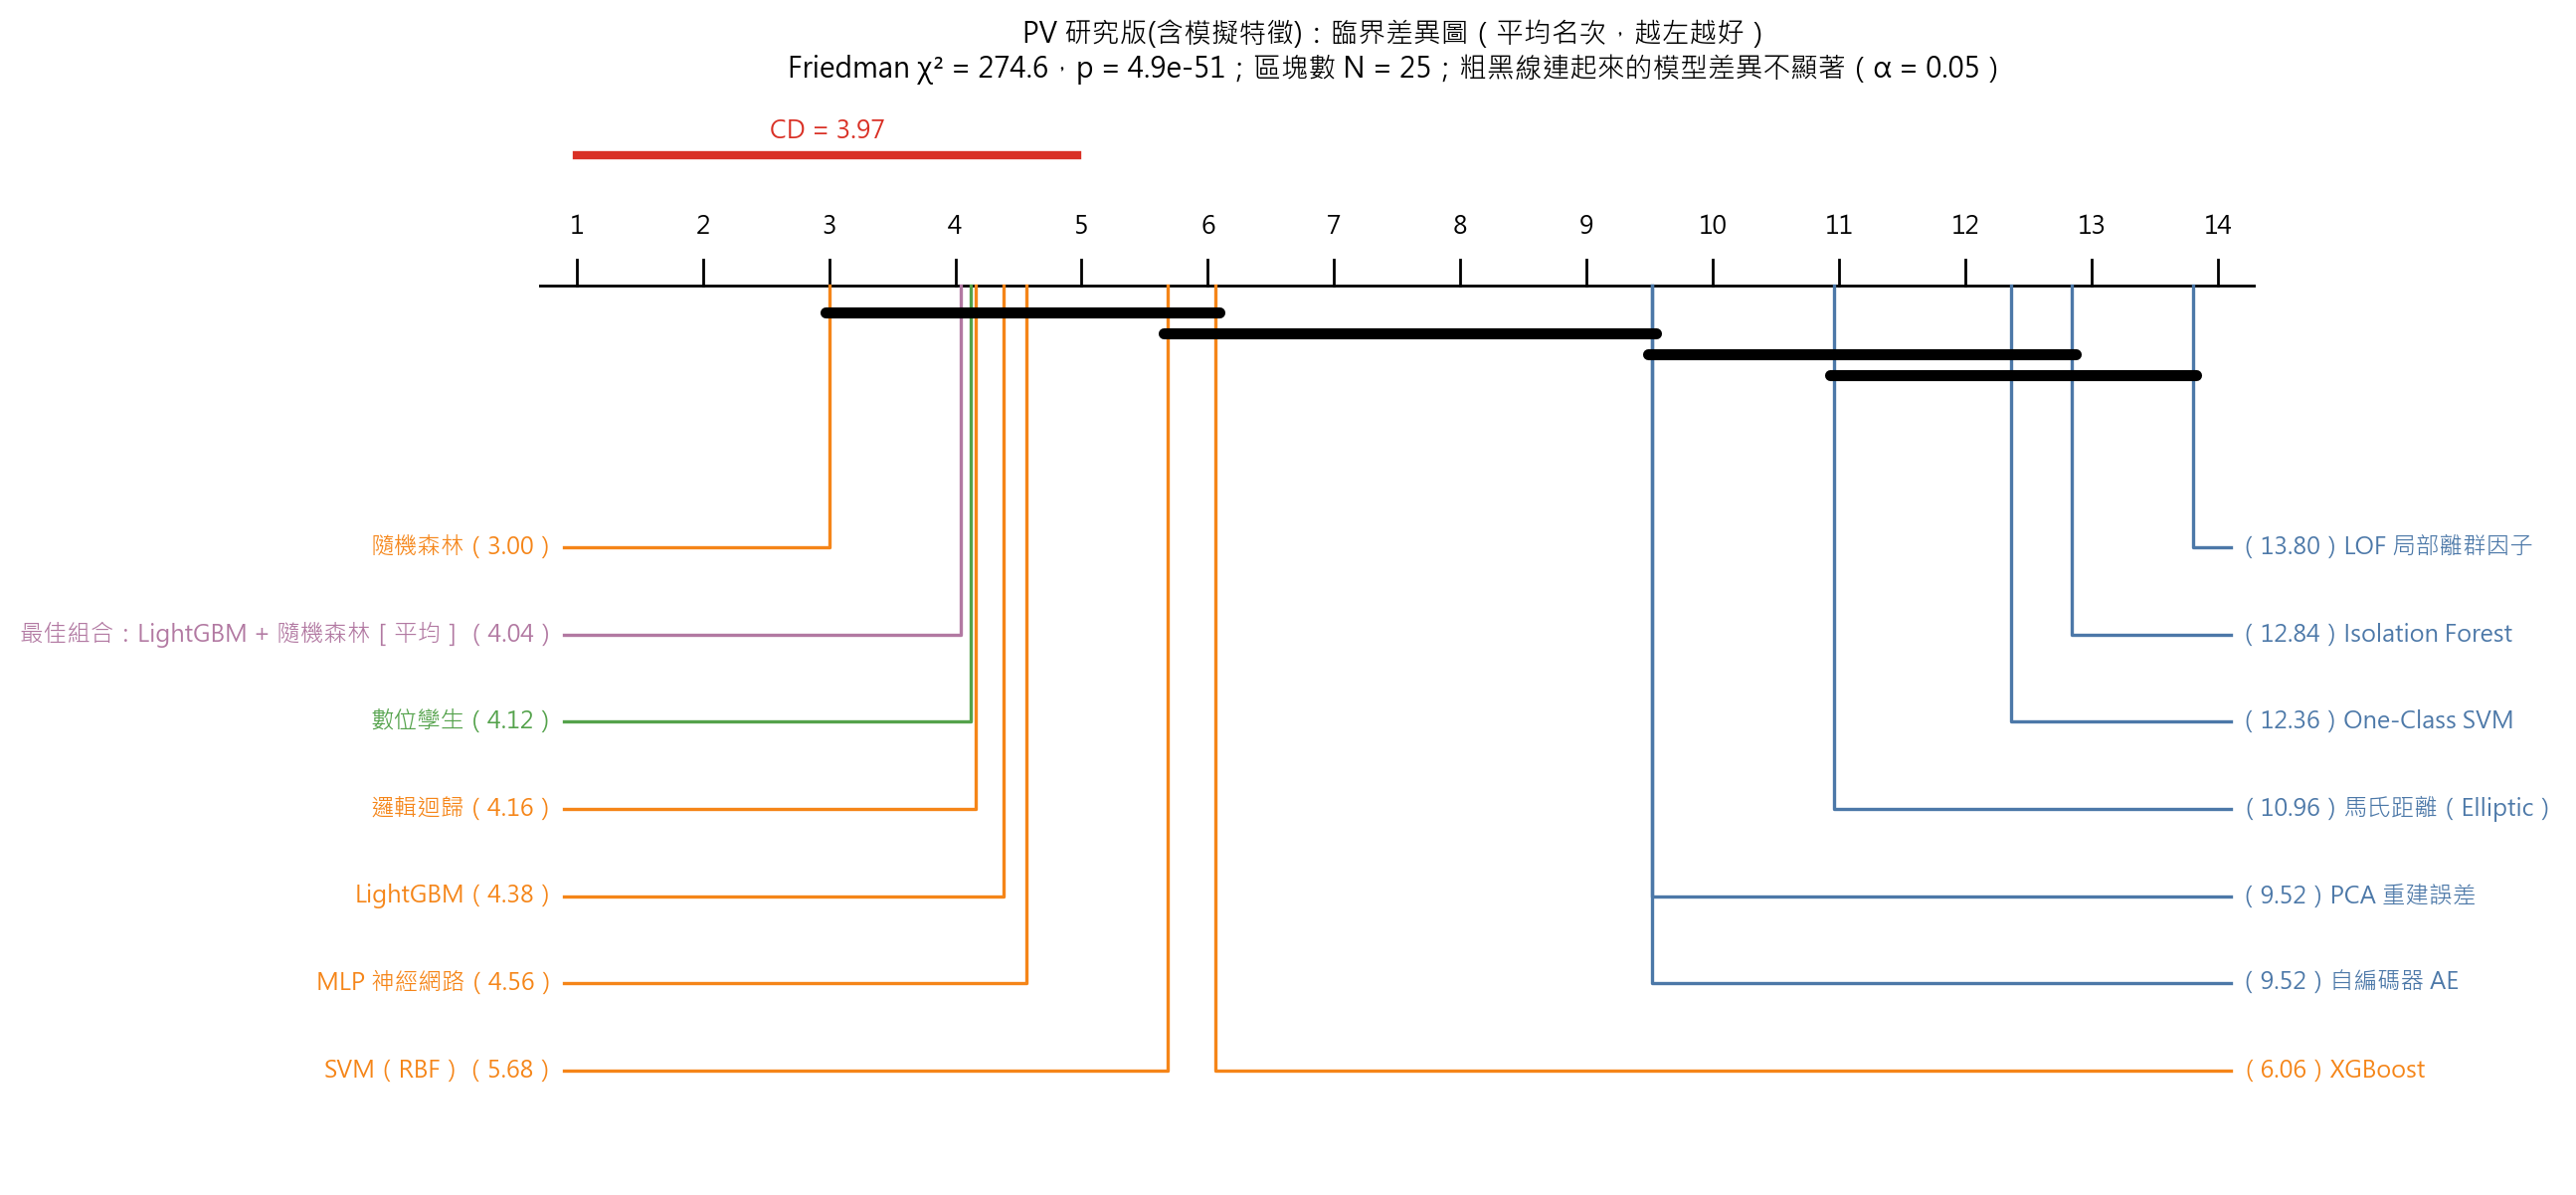 PV 研究版(含模擬特徵)：臨界差異圖（平均名次，越左越好）
Friedman χ² = 274.6，p = 4.9e-51；區塊數 N = 25；粗黑線連起來的模型差異不顯著（α = 0.05）
CD = 3.97
1 2 3 4 5 6 7 8 9 10 11 12 13 14
隨機森林（3.00）
（13.80）LOF 局部離群因子
最佳組合：LightGBM + 隨機森林［平均］（4.04）
（12.84）Isolation Forest
數位孿生（4.12）
（12.36）One-Class SVM
邏輯迴歸（4.16）
（10.96）馬氏距離（Elliptic）
LightGBM（4.38）
（9.52）PCA 重建誤差
MLP 神經網路（4.56）
（9.52）自編碼器 AE
SVM（RBF）（5.68）
（6.06）XGBoost